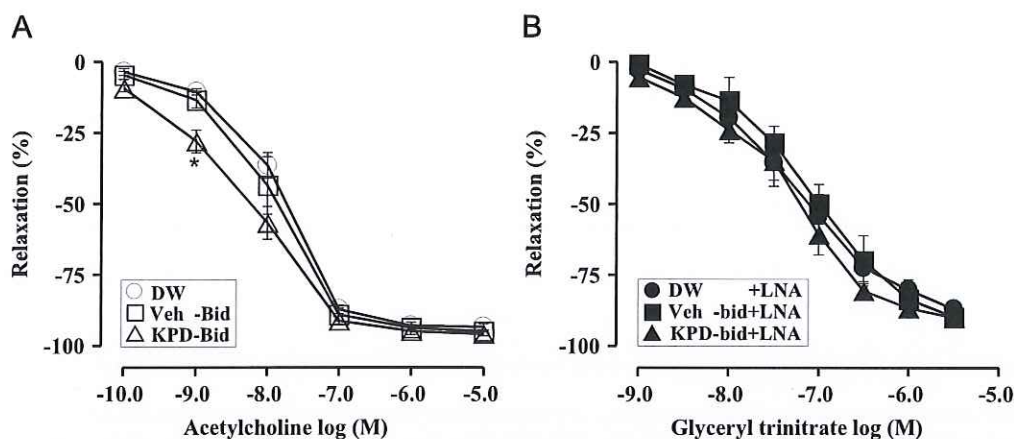 A
B
-0
-25
-50
-75
-100
Relaxation (%)
*
DW
Veh -Bid
KPD-Bid
-10.0 -9.0 -8.0 -7.0 -6.0 -5.0
Acetylcholine log (M)
0
-25
-50
-75
-100
Relaxation (%)
DW +LNA
Veh -bid+LNA
KPD-bid+LNA
-9.0 -8.0 -7.0 -6.0 -5.0
Glyceryl trinitrate log (M)